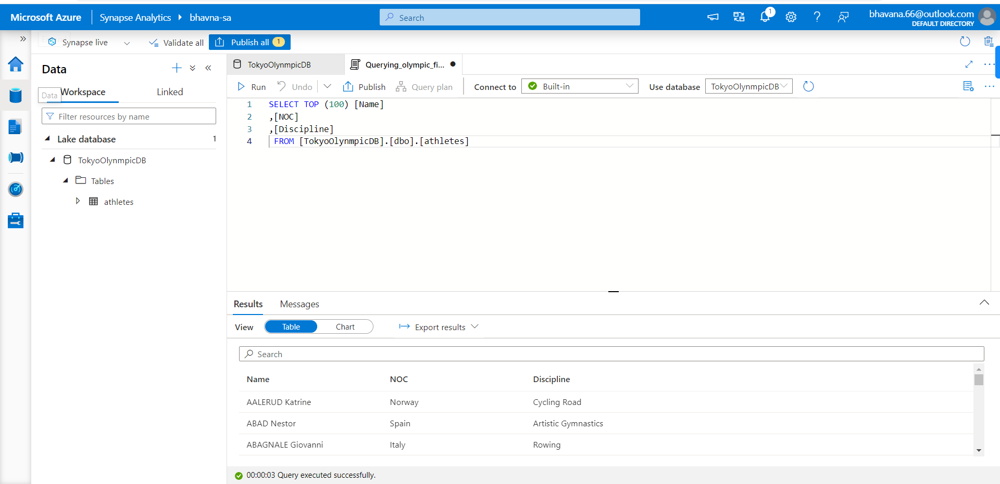 Microsoft Azure Synapse Analytics bhavna-sa Search 1 bhavana.66@outlook.com
DEFAULT DIRECTORY
Synapse live Validate all Publish all 1
Data
Workspace Linked
Data
Filter resources by name
Lake database 1
TokyoOlynmpicDB
Tables
athletes
TokyoOlynmpicDB Querying_olympic_fi...
Run Undo Publish Query plan Connect to Built-in Use database TokyoOlynmpicDB
1 SELECT TOP (100) [Name]
2 ,[NOC]
3 ,[Discipline]
4 FROM [TokyoOlynmpicDB].[dbo].[athletes]
Results Messages
View Table Chart Export results
Search
Name NOC Discipline
AALERUD Katrine Norway Cycling Road
ABAD Nestor Spain Artistic Gymnastics
ABAGNALE Giovanni Italy Rowing
00:00:03 Query executed successfully.